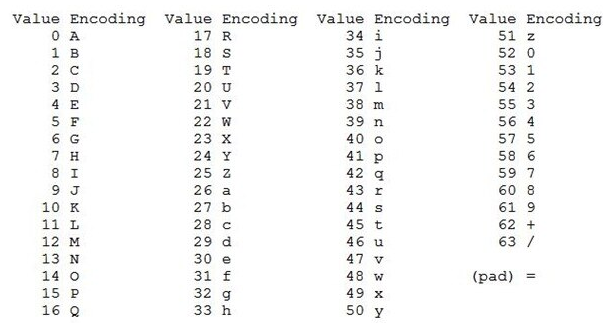 Value Encoding  Value Encoding  Value Encoding  Value Encoding
0 A  17 R  34 i  51 z
1 B  18 S  35 j  52 0
2 C  19 T  36 k  53 1
3 D  20 U  37 l  54 2
4 E  21 V  38 m  55 3
5 F  22 W  39 n  56 4
6 G  23 X  40 o  57 5
7 H  24 Y  41 p  58 6
8 I  25 Z  42 q  59 7
9 J  26 a  43 r  60 8
10 K  27 b  44 s  61 9
11 L  28 c  45 t  62 +
12 M  29 d  46 u  63 /
13 N  30 e  47 v
14 O  31 f  48 w  (pad) =
15 P  32 g  49 x
16 Q  33 h  50 y